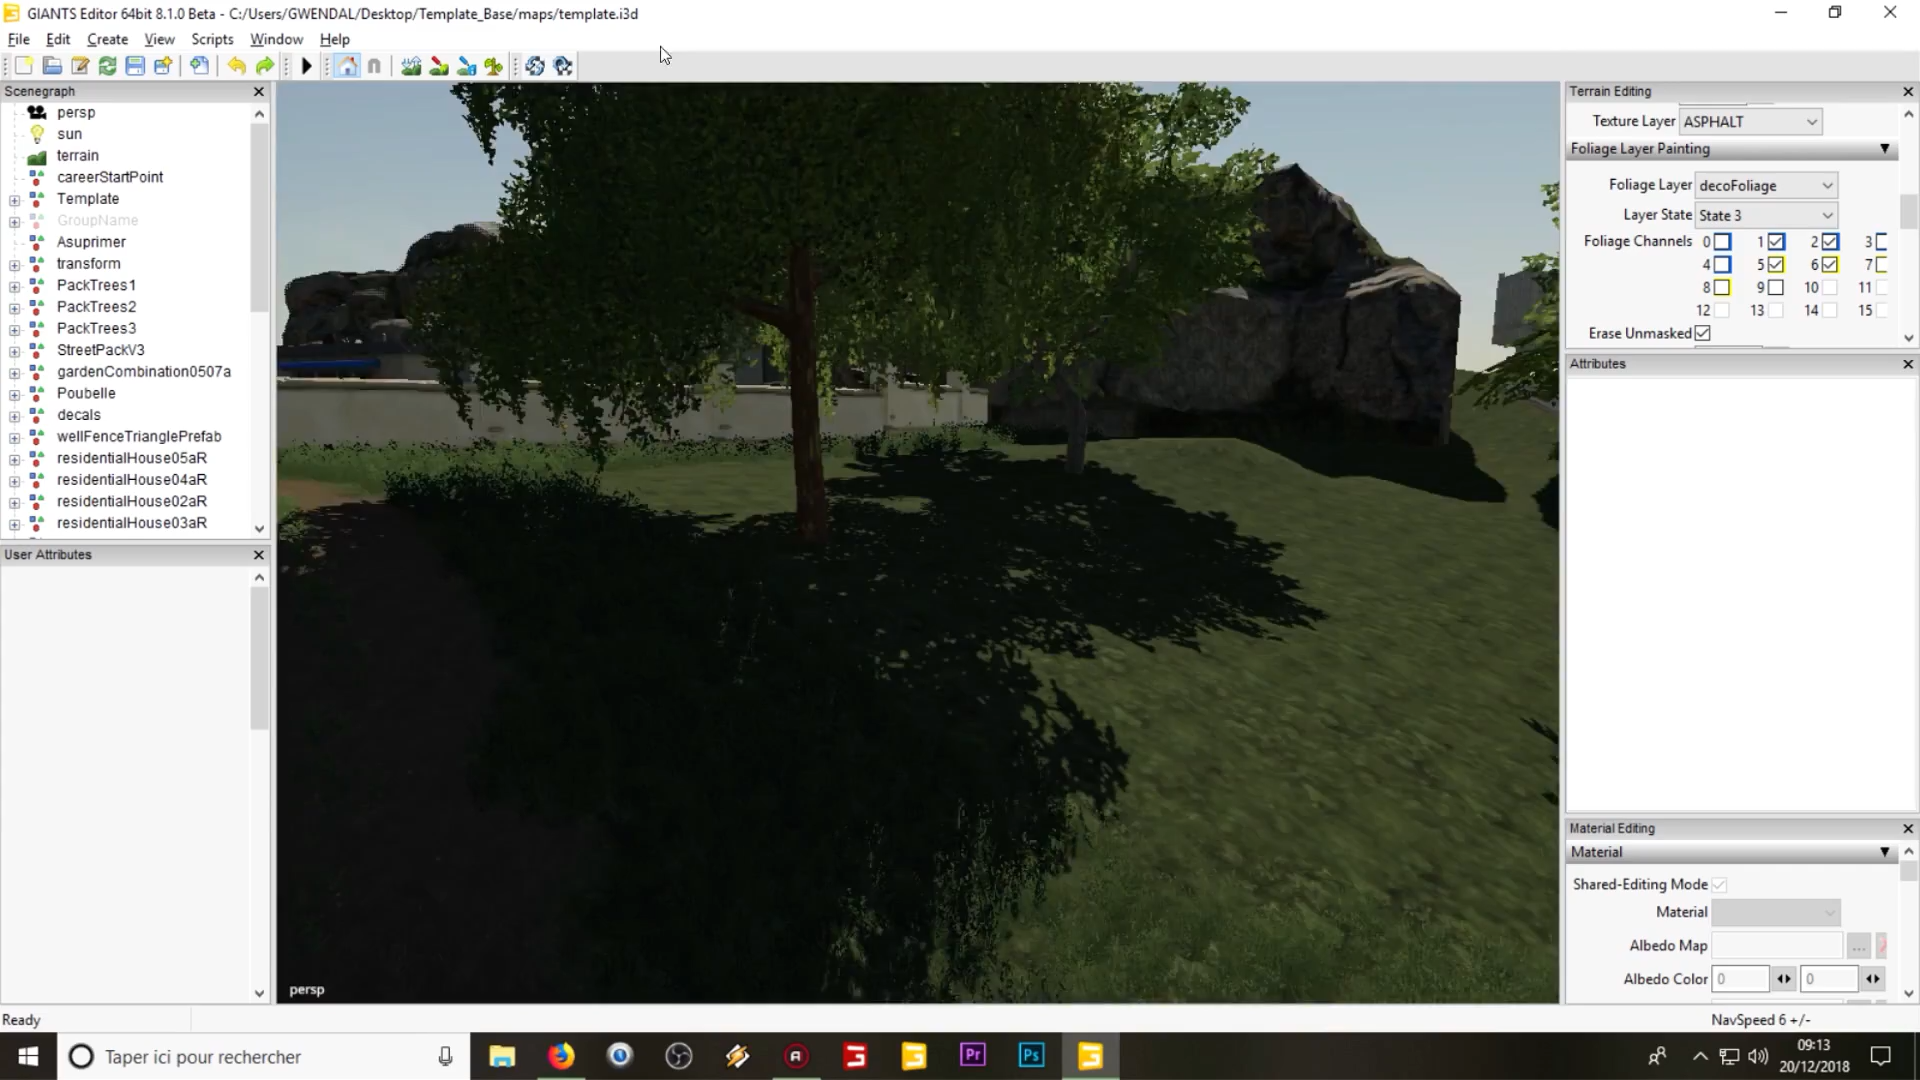 GIANTS Editor 64bit 8.1.0 Beta - C:/Users/GWENDAL/Desktop/Template_Base/maps/template.i3d
File Edit Create View Scripts Window Help
Scenegraph
persp
sun
terrain
careerStartPoint
Template
GroupName
Asuprimer
transform
PackTrees1
PackTrees2
PackTrees3
StreetPackV3
gardenCombination0507a
Poubelle
decals
wellFenceTrianglePrefab
residentialHouse05aR
residentialHouse04aR
residentialHouse02aR
residentialHouse03aR
User Attributes
persp
Terrain Editing
Texture Layer ASPHALT
Foliage Layer Painting
Foliage Layer decoFoliage
Layer State State 3
Foliage Channels 0 1 2 3
4 5 6 7
8 9 10 11
12 13 14 15
Erase Unmasked
Attributes
Material Editing
Material
Shared-Editing Mode
Material
Albedo Map ...
Albedo Color 0 0
Ready
NavSpeed 6 +/-
Taper ici pour rechercher
Pr
Ps
09:13
20/12/2018